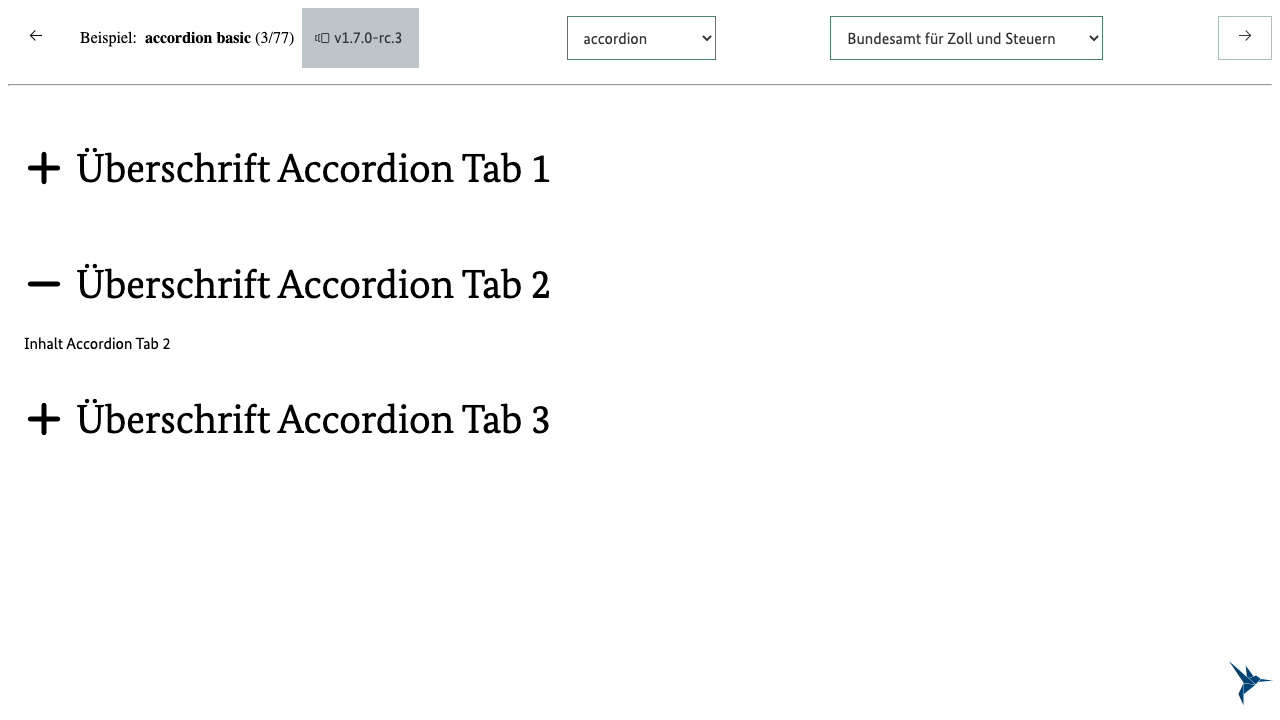 Beispiel: accordion basic (3/77) v1.7.0-rc.3 accordion Bundesamt für Zoll und Steuern
Überschrift Accordion Tab 1
Überschrift Accordion Tab 2
Inhalt Accordion Tab 2
Überschrift Accordion Tab 3